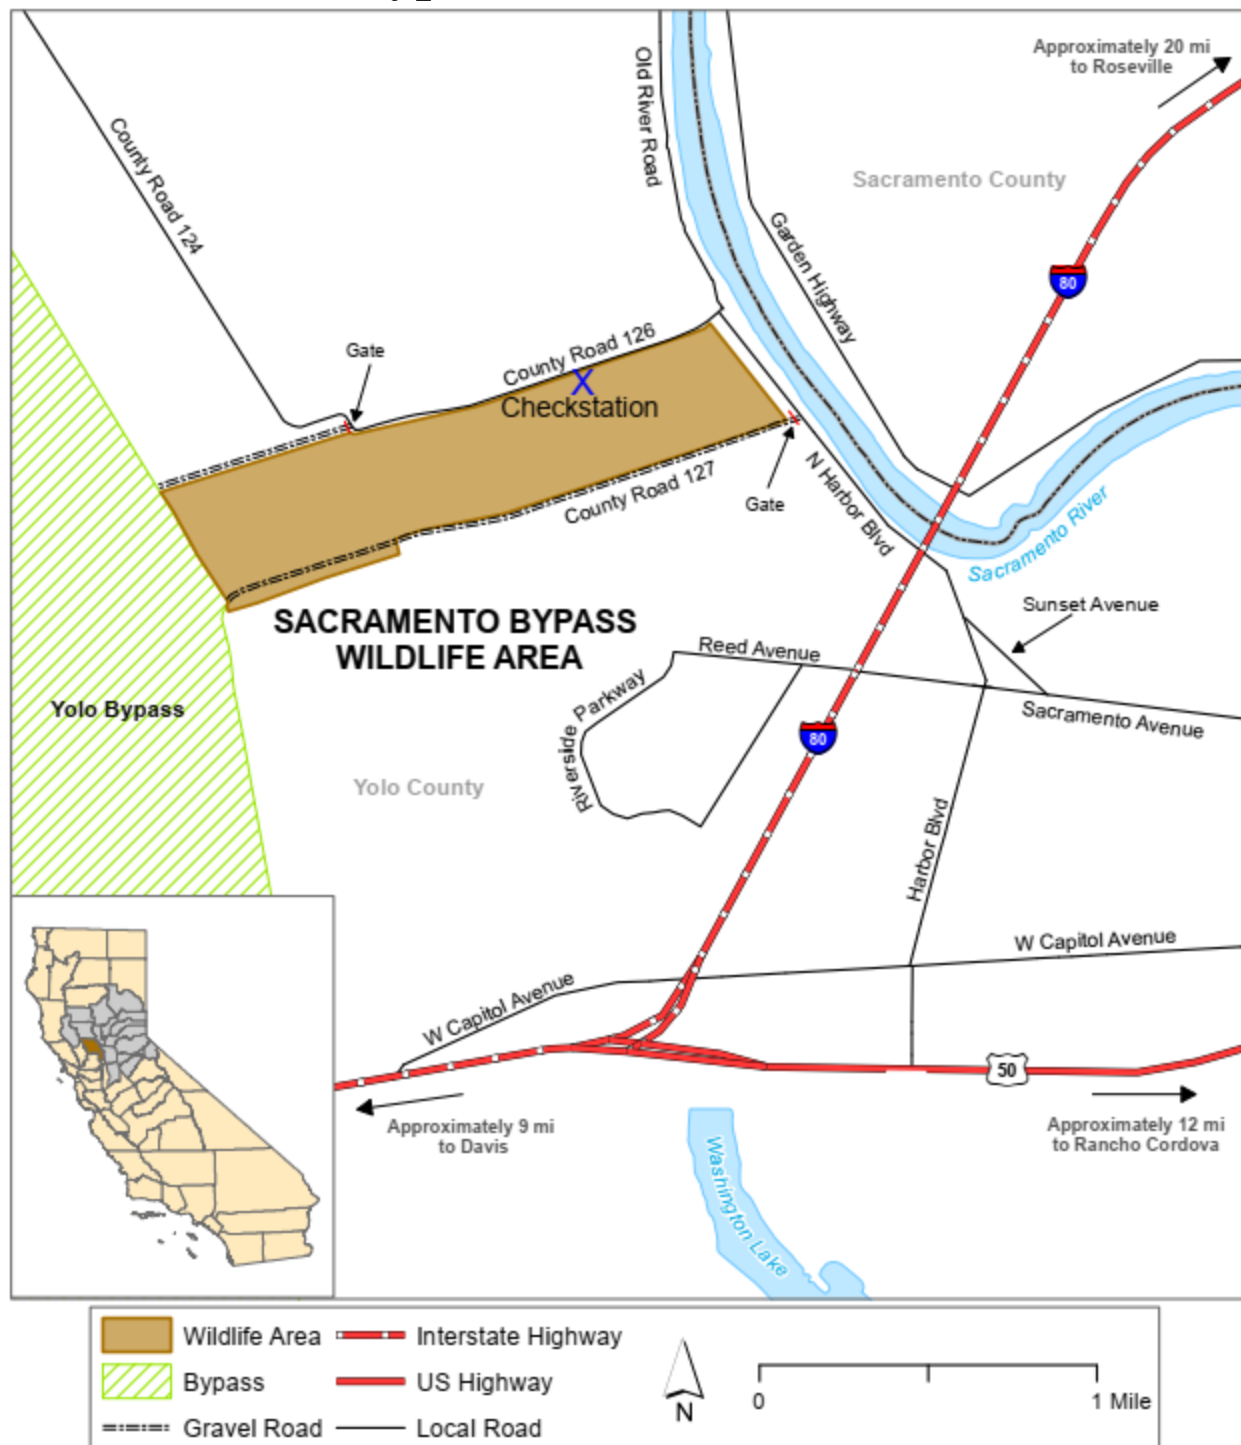 Approximately 20 mi
to Roseville
Old River Road
County Road 124
Sacramento County
Garden Highway
80
County Road 126
Gate
X
Checkstation
County Road 127
N Harbor Blvd
Gate
Sacramento River
Sunset Avenue
SACRAMENTO BYPASS
WILDLIFE AREA
Reed Avenue
Riverside Parkway
Yolo Bypass
Sacramento Avenue
80
Yolo County
Harbor Blvd
W Capitol Avenue
W Capitol Avenue
50
Approximately 9 mi
to Davis
Approximately 12 mi
to Rancho Cordova
Washington Lake
Wildlife Area
Interstate Highway
Bypass
US Highway
Gravel Road
Local Road
N
0
1 Mile